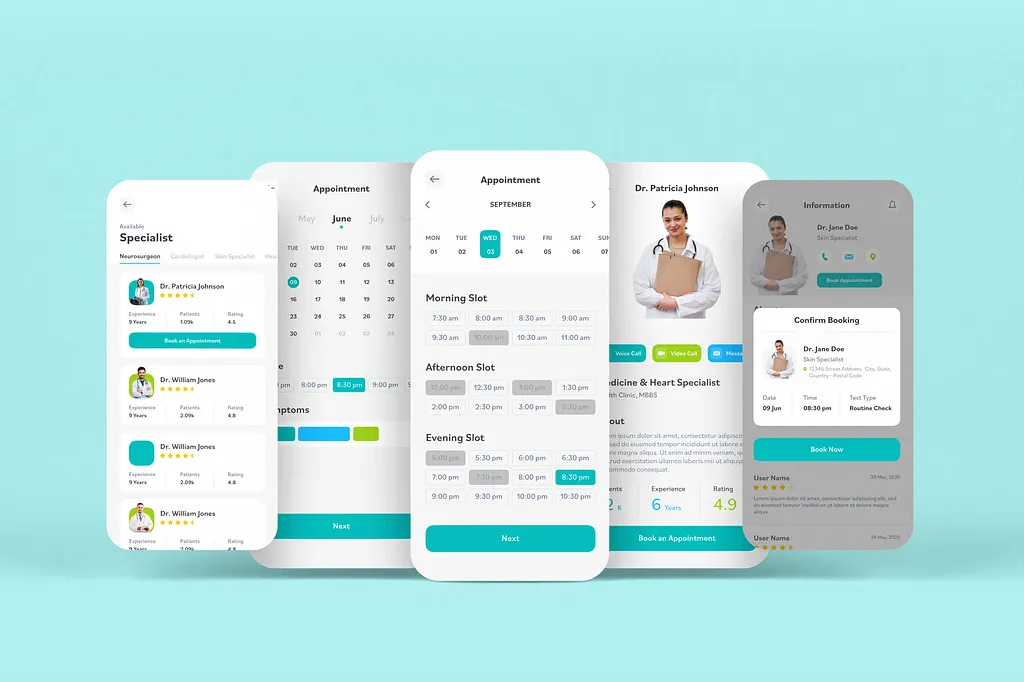 Available
Specialist
Neurosurgeon Cardiologist Skin Specialist
Dr. Patricia Johnson
Experience Patients Rating
9 Years 1.09k 4.5
Book an Appointment
Dr. William Jones
Experience Patients Rating
9 Years 2.09k 4.8
Dr. William Jones
Experience Patients Rating
9 Years 2.09k 4.8
Dr. William Jones
Experience Patients Rating
9 Years 2.09k 4.8
Appointment
May June July
TUE WED THU FRI SAT
02 03 04 05 06
09 10 11 12 13
16 17 18 19 20
23 24 25 26 27
30 01 02 03 04
pm 8:00 pm 8:30 pm 9:00 pm
mptoms
Next
Appointment
SEPTEMBER
MON TUE WED THU FRI SAT SUN
01 02 03 04 05 06 07
Morning Slot
7:30 am 8:00 am 8:30 am 9:00 am
9:30 am 10:00 am 10:30 am 11:00 am
Afternoon Slot
12:00 pm 12:30 pm 1:00 pm 1:30 pm
2:00 pm 2:30 pm 3:00 pm 3:30 pm
Evening Slot
5:00 pm 5:30 pm 6:00 pm 6:30 pm
7:00 pm 7:30 pm 8:00 pm 8:30 pm
9:00 pm 9:30 pm 10:00 pm 10:30 pm
Next
Dr. Patricia Johnson
Voice Call Video Call Messa
edicine & Heart Specialist
lth Clinic, MBBS
out
em ipsum dolor sit amet, consectetur adipiscing
sed do eiusmod tempor incididunt ut labore et
dolore magna aliqua. Ut enim ad minim veniam, quis
nostrud exercitation ullamco laboris nisi ut aliquip
commodo consequat.
ents Experience Rating
2 K 6 Years 4.9
Book an Appointment
Information
Dr. Jane Doe
Skin Specialist
Book Appointment
Confirm Booking
Dr. Jane Doe
Skin Specialist
12345 Street Address, City, State,
Country - Postal Code
Date Time Test Type
09 Jun 08:30 pm Routine Check
Book Now
User Name 29 May, 2020
Lorem ipsum dolor sit amet, consectetur adipiscing elit, sed
do eiusmod tempor incididunt ut labore et dolore magna
aliqua
User Name 28 May, 2020